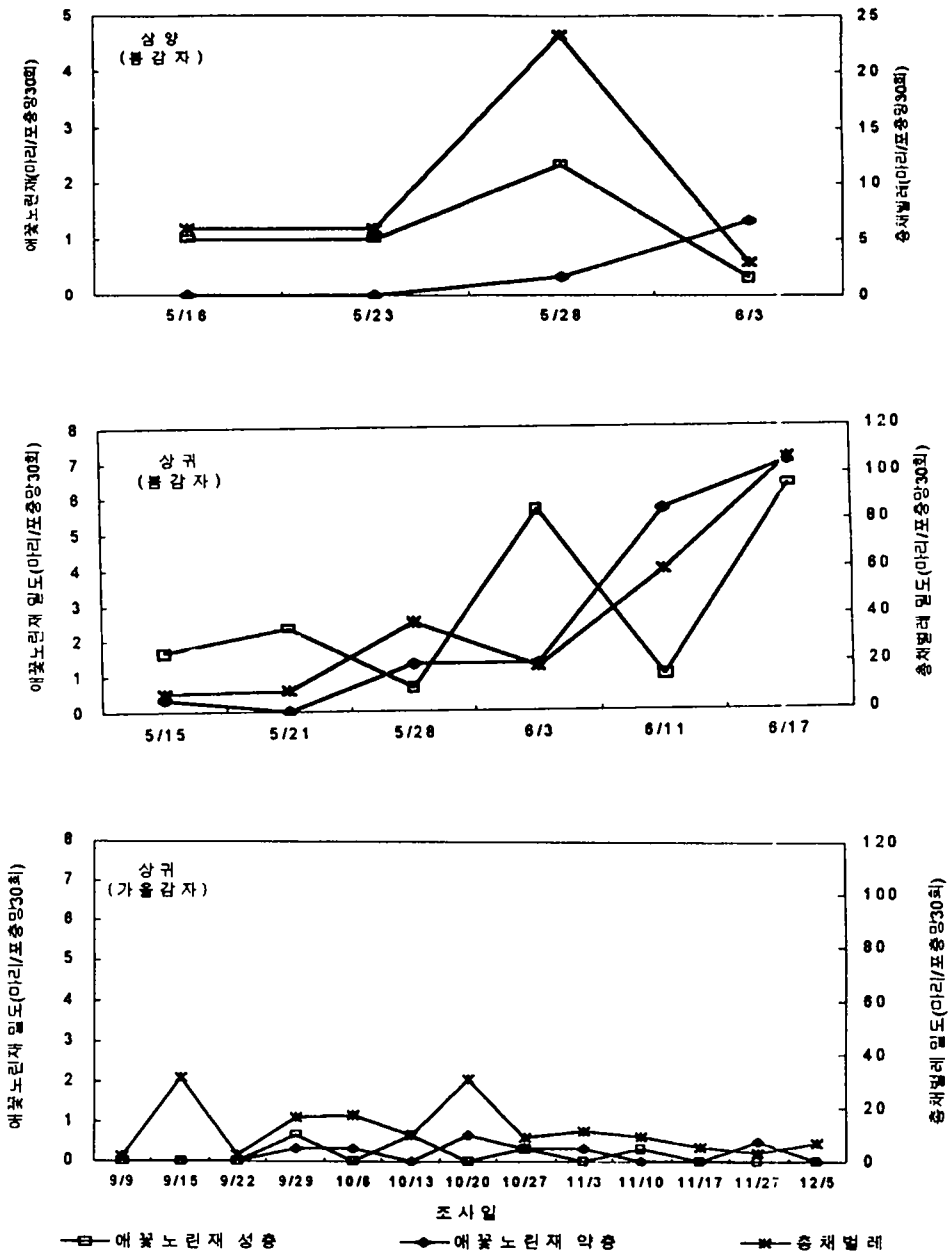 삼양
(봄감자)
애꽃노린재(마리/포충망30회)
5
4
3
2
1
0
총채벌레(마리/포충망30회)
25
20
15
10
5
0
5/16 5/23 5/28 6/3
상귀
(봄감자)
애꽃노린재 밀도(마리/포충망30회)
8
7
6
5
4
3
2
1
0
총채벌레 밀도(마리/포충망30회)
120
100
80
60
40
20
0
5/15 5/21 5/28 6/3 6/11 6/17
상귀
(가을감자)
애꽃노린재 밀도(마리/포충망30회)
8
7
6
5
4
3
2
1
0
총채벌레 밀도(마리/포충망30회)
120
100
80
60
40
20
0
9/9 9/15 9/22 9/29 10/6 10/13 10/20 10/27 11/3 11/10 11/17 11/27 12/5
조사일
애꽃노린재 성충 애꽃노린재 약충 총채벌레